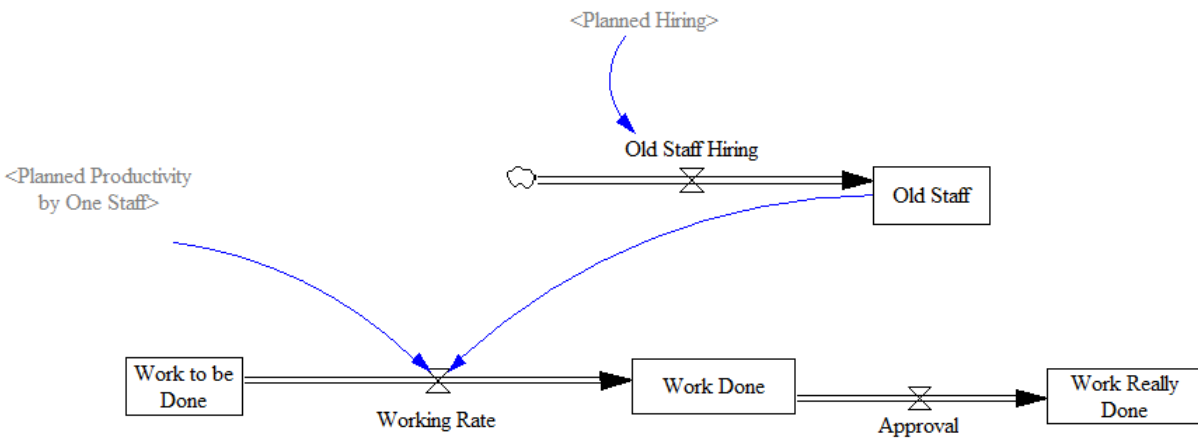 <Planned Hiring>
Old Staff Hiring
<Planned Productivity
by One Staff>
Old Staff
Work to be
Done
Working Rate
Work Done
Approval
Work Really
Done